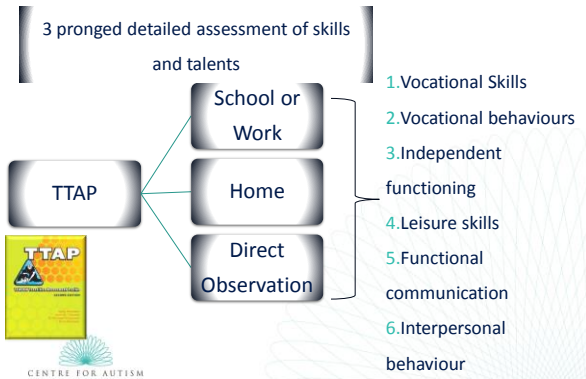 3 pronged detailed assessment of skills
and talents
School or
Work
TTAP
Home
Direct
Observation
1.Vocational Skills
2.Vocational behaviours
3.Independent
functioning
4.Leisure skills
5.Functional
communication
6.Interpersonal
behaviour
TTAP
CENTRE FOR AUTISM